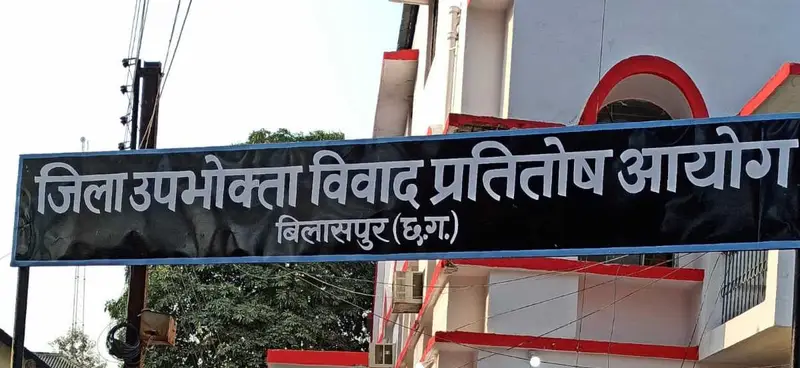 जिला उपभोक्ता विवाद प्रतितोष आयोग
बिलासपुर (छ.ग.)